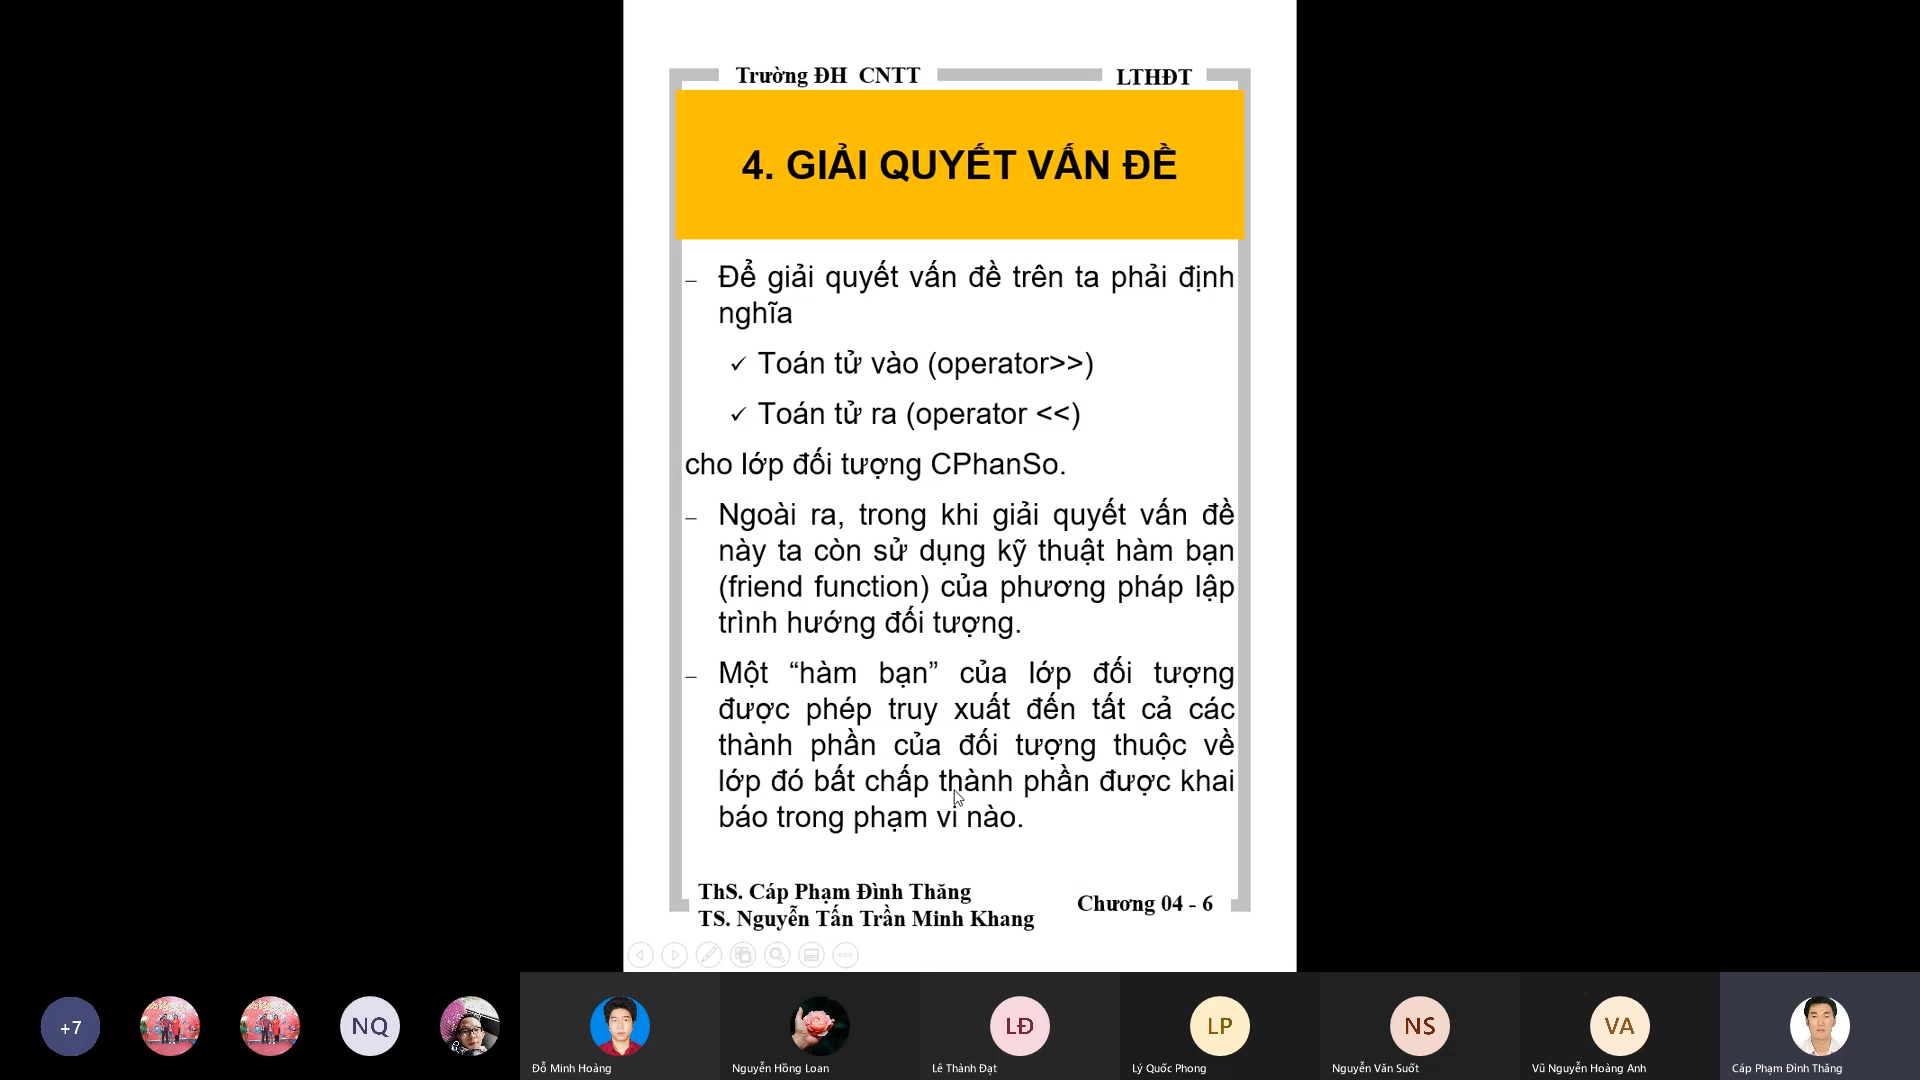 Trường ĐH CNTT
LTHĐT
4. GIẢI QUYẾT VẤN ĐỀ
– Để giải quyết vấn đề trên ta phải định
nghĩa
✓ Toán tử vào (operator>>)
✓ Toán tử ra (operator <<)
cho lớp đối tượng CPhanSo.
– Ngoài ra, trong khi giải quyết vấn đề
này ta còn sử dụng kỹ thuật hàm bạn
(friend function) của phương pháp lập
trình hướng đối tượng.
– Một “hàm bạn” của lớp đối tượng
được phép truy xuất đến tất cả các
thành phần của đối tượng thuộc về
lớp đó bất chấp thành phần được khai
báo trong phạm vi nào.
ThS. Cáp Phạm Đình Thăng
TS. Nguyễn Tấn Trần Minh Khang
Chương 04 - 6
+7
NQ
LĐ
LP
NS
VA
Đỗ Minh Hoàng
Nguyễn Hồng Loan
Lê Thành Đạt
Lý Quốc Phong
Nguyễn Văn Suốt
Vũ Nguyễn Hoàng Anh
Cáp Phạm Đình Thăng